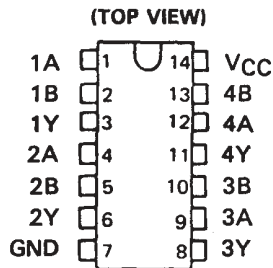 (TOP VIEW)
1A 1 14 VCC
1B 2 13 4B
1Y 3 12 4A
2A 4 11 4Y
2B 5 10 3B
2Y 6 9 3A
GND 7 8 3Y